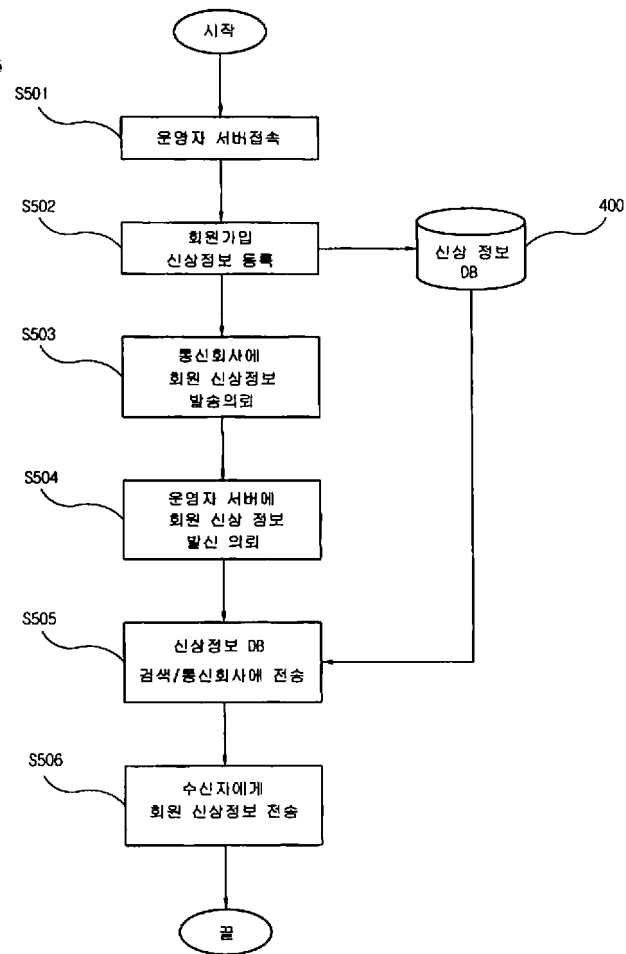 시작
S501
운영자 서버접속
S502
회원가입
신상정보 등록
400
신상 정보
DB
S503
통신회사에
회원 신상정보
발송의뢰
S504
운영자 서버에
회원 신상 정보
발신 의뢰
S505
신상정보 DB
검색/통신회사에 전송
S506
수신자에게
회원 신상정보 전송
끝